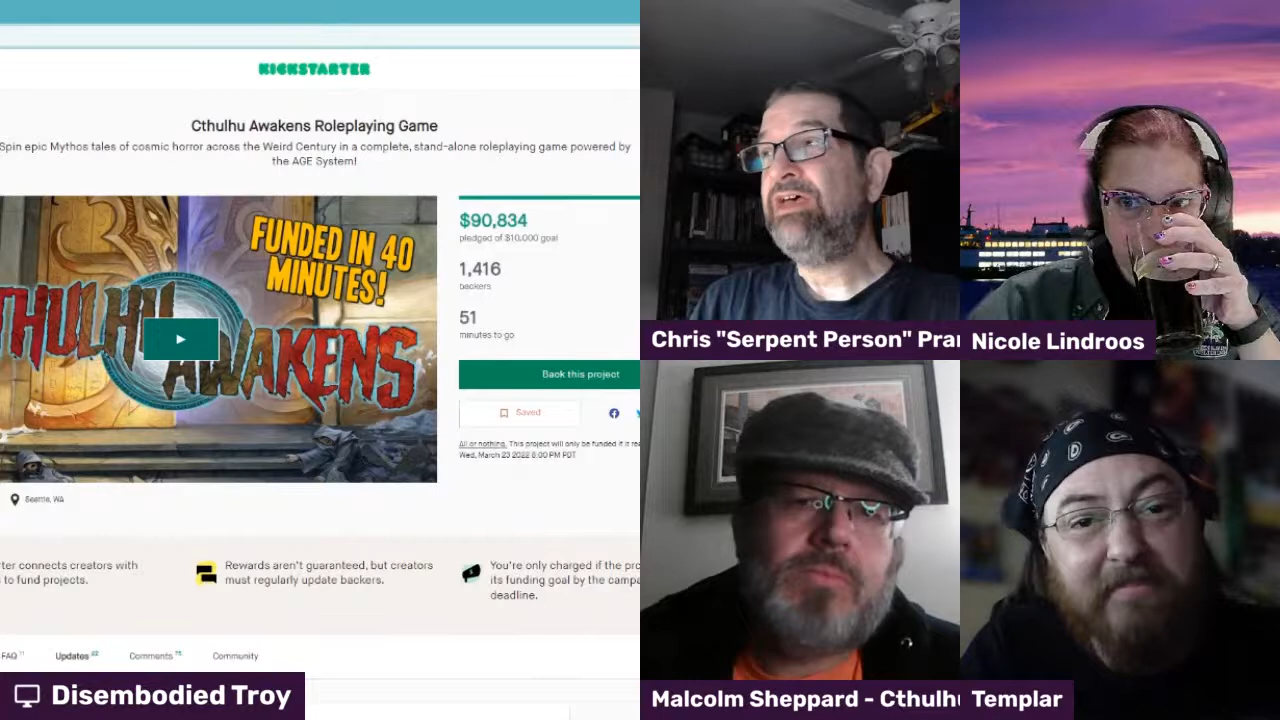 KICKSTARTER
Cthulhu Awakens Roleplaying Game
Spin epic Mythos tales of cosmic horror across the Weird Century in a complete, stand-alone roleplaying game powered by
the AGE System!
FUNDED IN 40
MINUTES!
THULHU
AWAKENS
$90,834
pledged of $10,000 goal
1,416
backers
51
minutes to go
Back this project
Saved
All or nothing. This project will only be funded if it rea
Wed, March 23 2022 8:00 PM PDT
Seattle, WA
rter connects creators with
s to fund projects.
Rewards aren't guaranteed, but creators
must regularly update backers.
You're only charged if the pro
its funding goal by the campa
deadline.
FAQ 11 Updates 22 Comments 75 Community
Disembodied Troy
Chris "Serpent Person" Pra
Nicole Lindroos
Malcolm Sheppard - Cthulhu
Templar